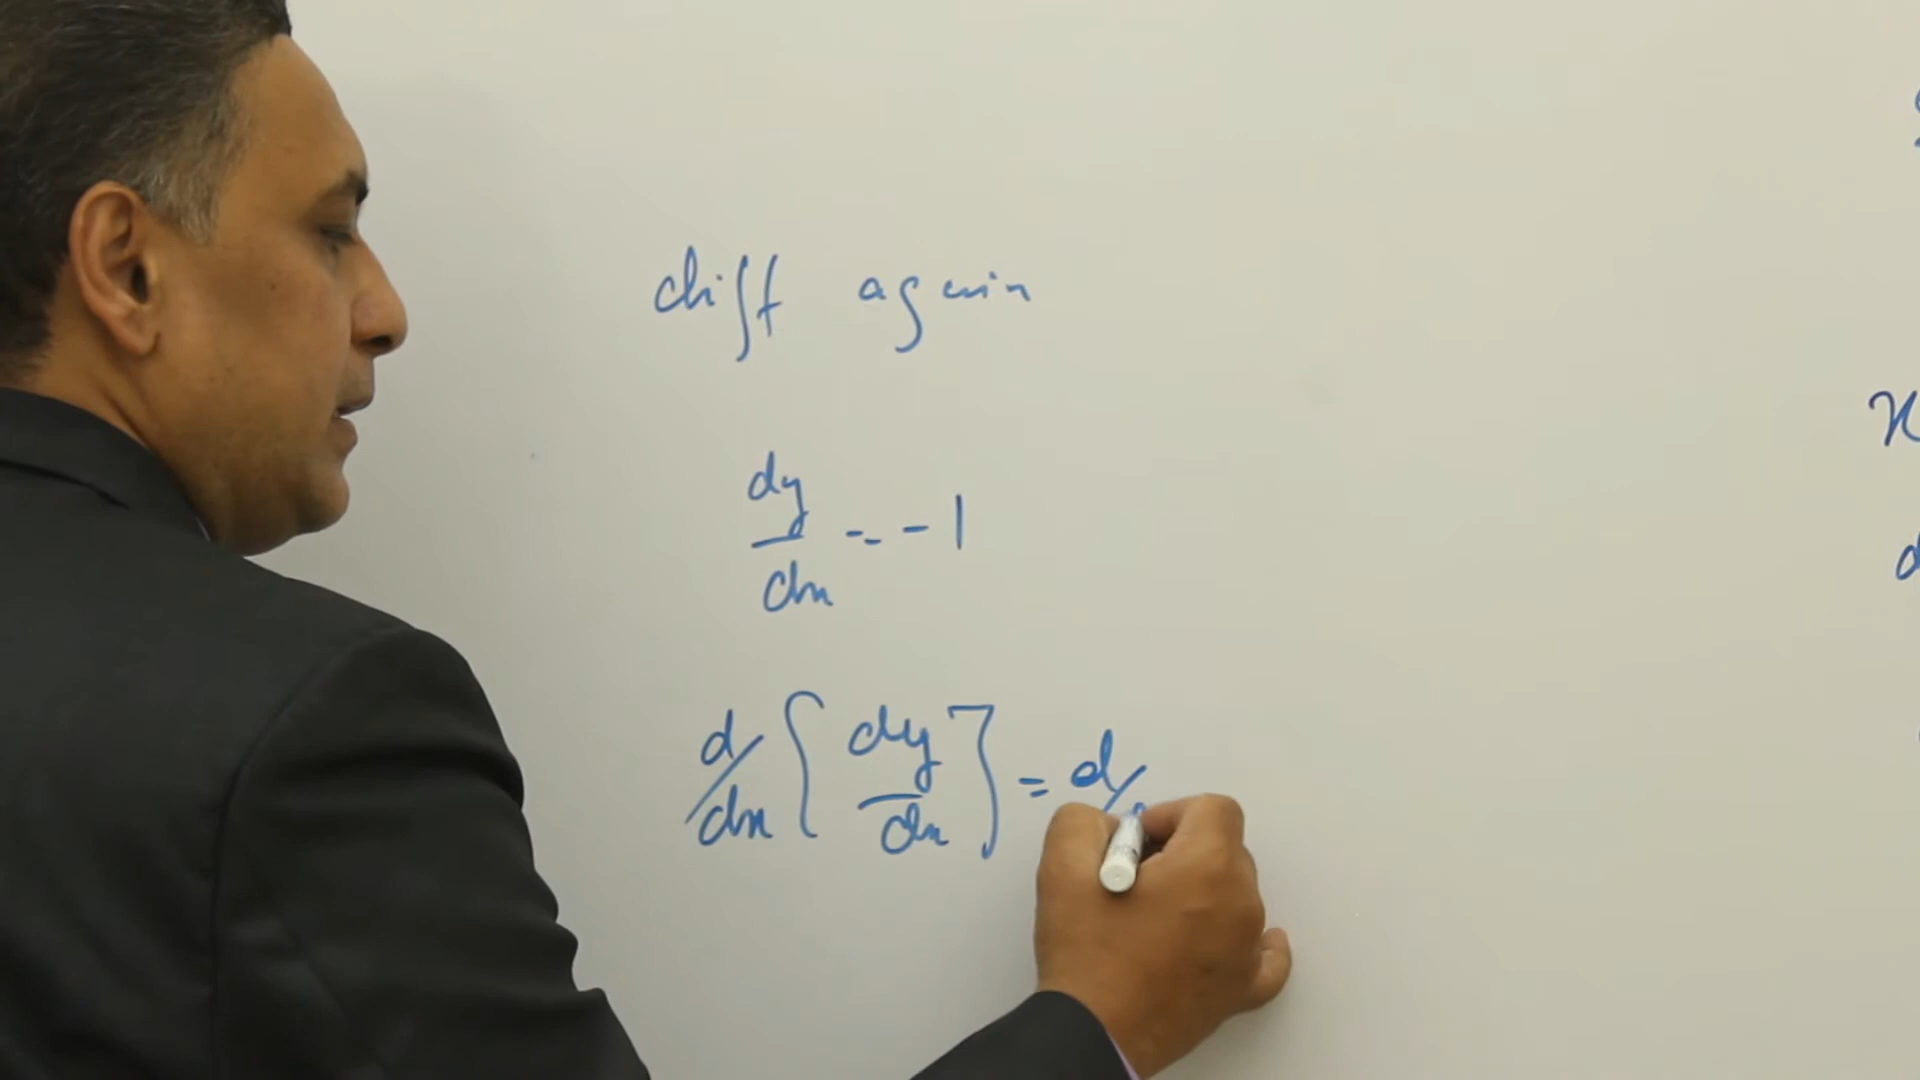 diff again
dy/dx = -1
d/dx [ dy/dx ] = d/
x
d